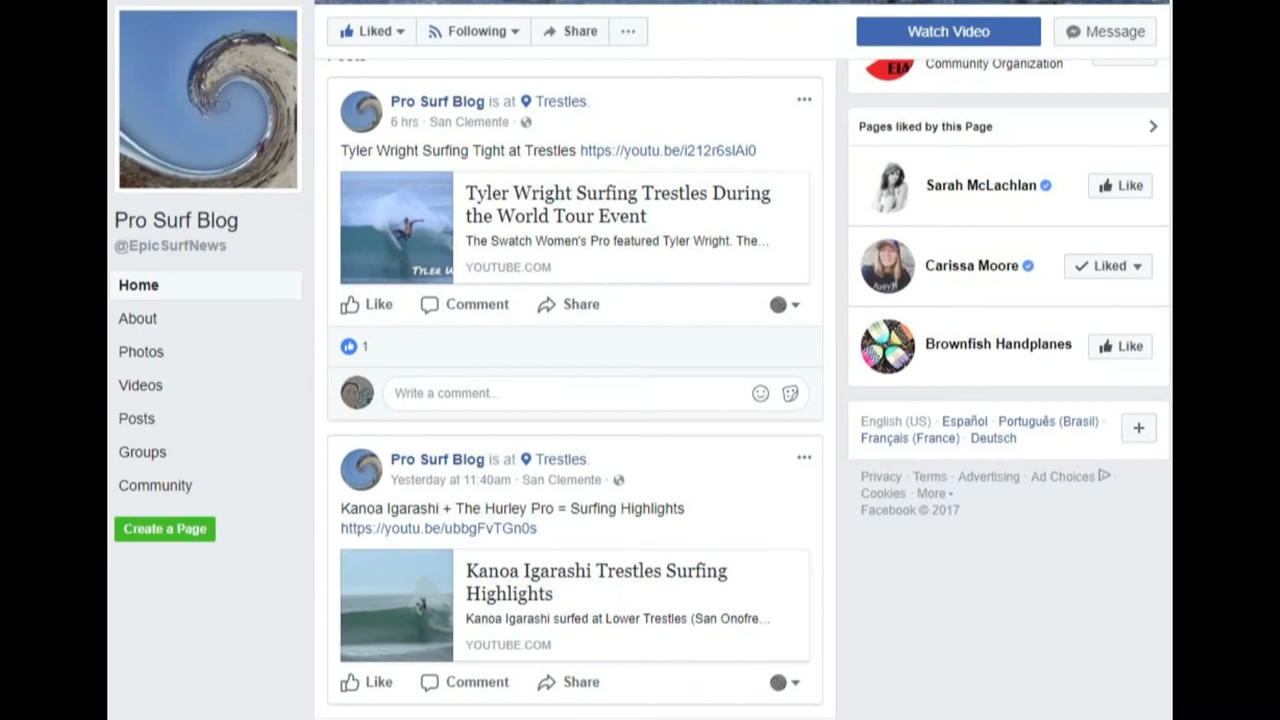 Liked
Following
Share
Watch Video
Message
EIA
Community Organization
Pro Surf Blog
@EpicSurfNews
Home
About
Photos
Videos
Posts
Groups
Community
Create a Page
Pro Surf Blog is at Trestles.
6 hrs · San Clemente ·
Tyler Wright Surfing Tight at Trestles https://youtu.be/i212r6slAi0
Tyler Wright Surfing Trestles During
the World Tour Event
The Swatch Women's Pro featured Tyler Wright. The...
YOUTUBE.COM
TYLER W
Like Comment Share
1
Write a comment...
Pro Surf Blog is at Trestles.
Yesterday at 11:40am · San Clemente ·
Kanoa Igarashi + The Hurley Pro = Surfing Highlights
https://youtu.be/ubbgFvTGn0s
Kanoa Igarashi Trestles Surfing
Highlights
Kanoa Igarashi surfed at Lower Trestles (San Onofre...
YOUTUBE.COM
Like Comment Share
Pages liked by this Page
Sarah McLachlan
Like
Carissa Moore
Liked
Brownfish Handplanes
Like
English (US) · Español · Português (Brasil) ·
Français (France) · Deutsch
Privacy · Terms · Advertising · Ad Choices ·
Cookies · More
Facebook © 2017